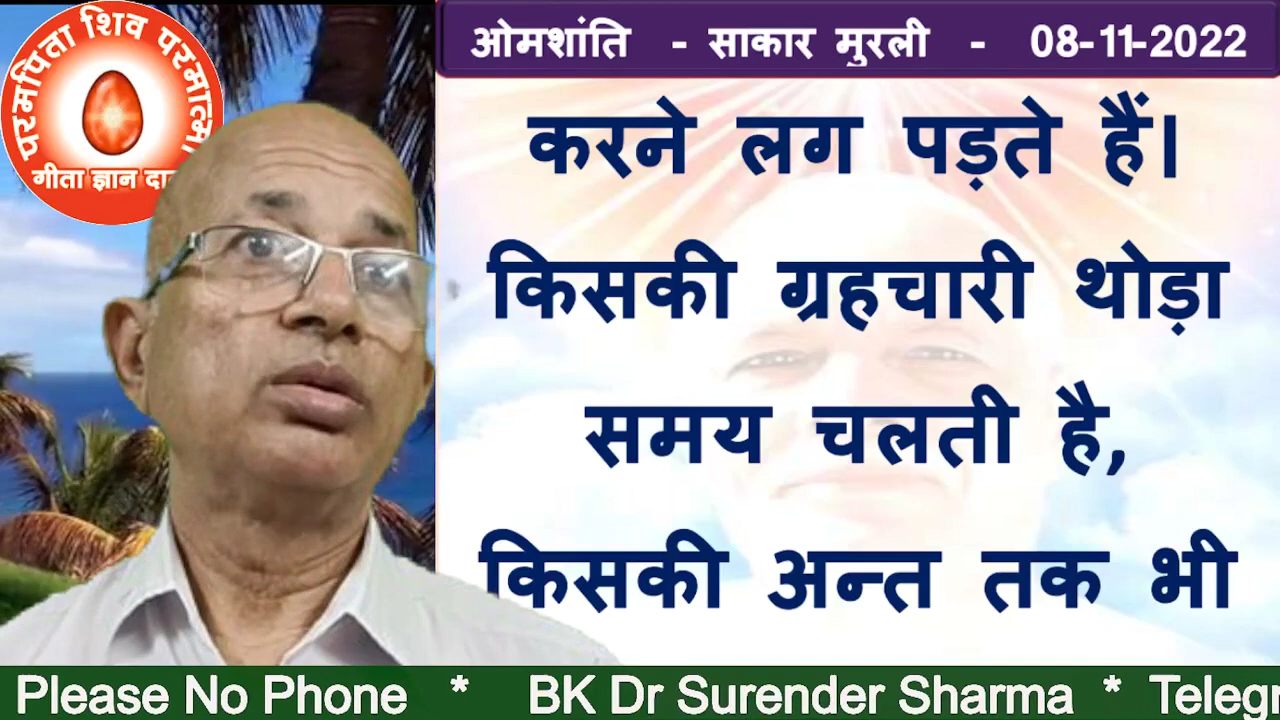 परमपिता शिव परमात्मा
गीता ज्ञान
ओमशांति - साकार मुरली - 08-11-2022
करने लग पड़ते हैं।
किसकी ग्रहचारी थोड़ा
समय चलती है,
किसकी अन्त तक भी
Please No Phone * BK Dr Surender Sharma *